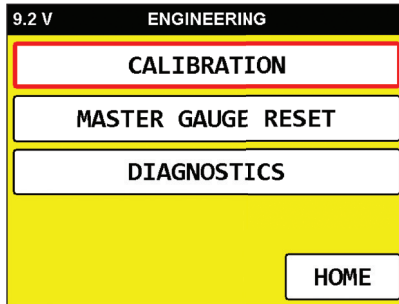 9.2 V ENGINEERING
CALIBRATION
MASTER GAUGE RESET
DIAGNOSTICS
HOME